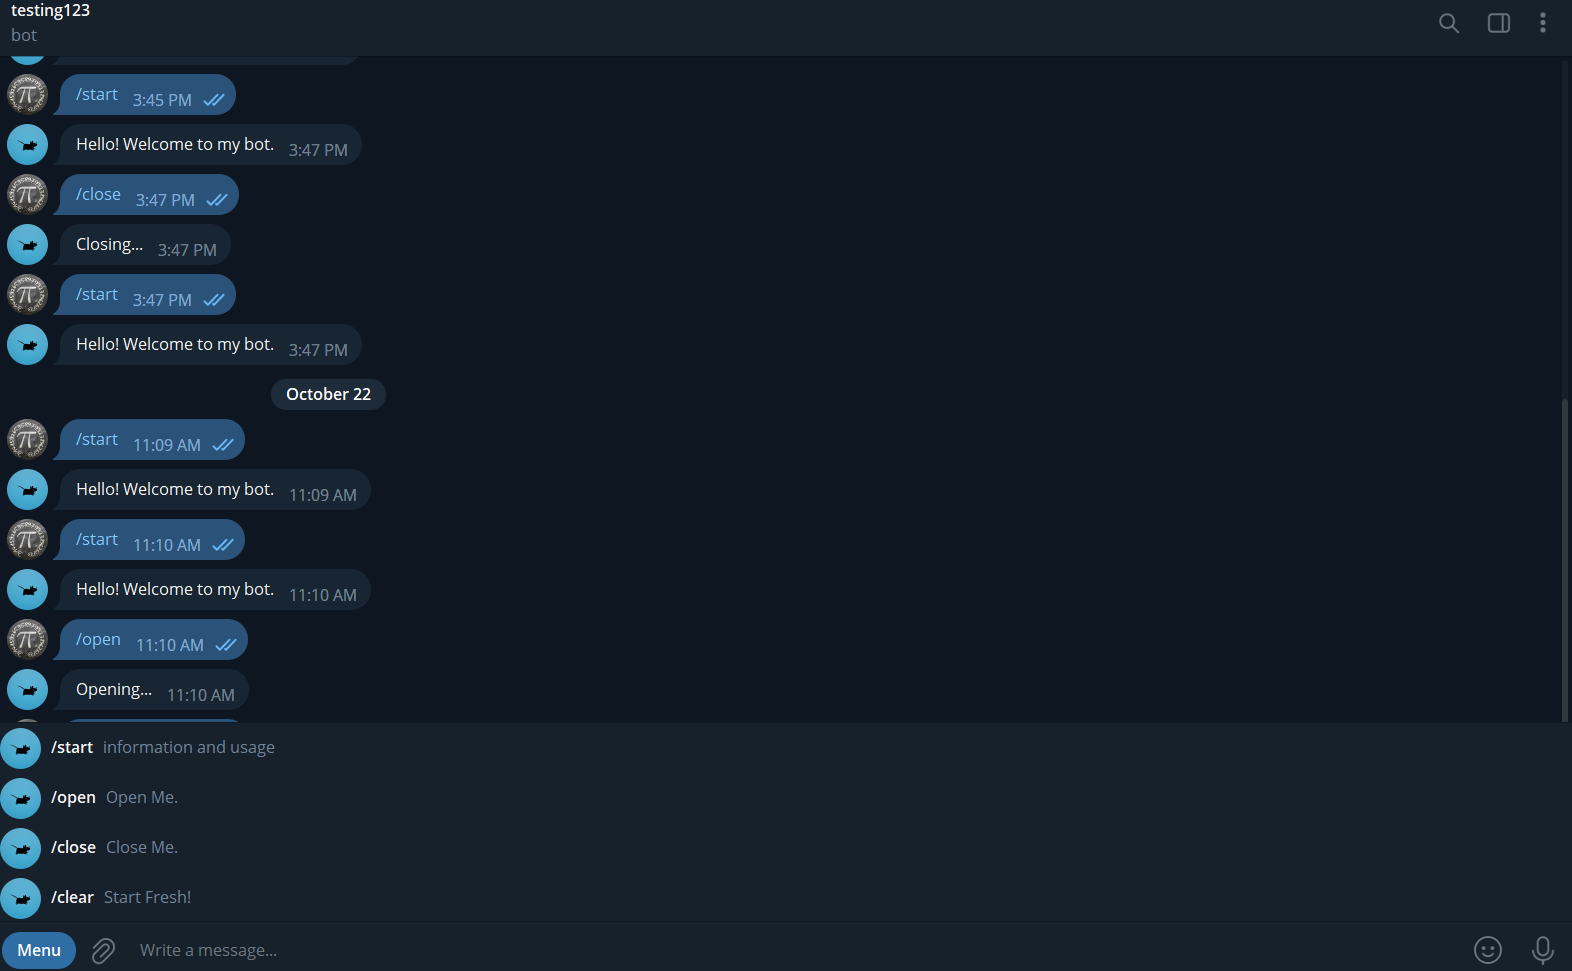 testing123
bot
/start 3:45 PM
Hello! Welcome to my bot. 3:47 PM
/close 3:47 PM
Closing... 3:47 PM
/start 3:47 PM
Hello! Welcome to my bot. 3:47 PM
October 22
/start 11:09 AM
Hello! Welcome to my bot. 11:09 AM
/start 11:10 AM
Hello! Welcome to my bot. 11:10 AM
/open 11:10 AM
Opening... 11:10 AM
/start information and usage
/open Open Me.
/close Close Me.
/clear Start Fresh!
Menu Write a message...